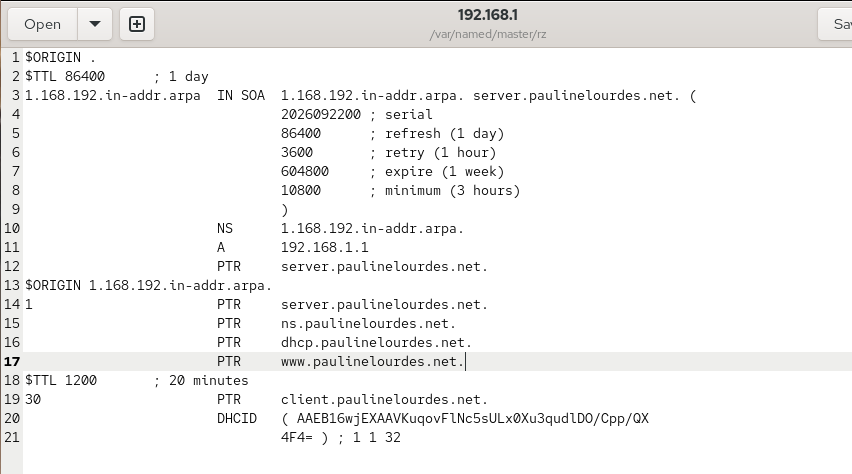 Open
192.168.1
/var/named/master/rz
Sav
1 $ORIGIN .
2 $TTL 86400      ; 1 day
3 1.168.192.in-addr.arpa  IN SOA  1.168.192.in-addr.arpa. server.paulinelourdes.net. (
4                                 2026092200 ; serial
5                                 86400      ; refresh (1 day)
6                                 3600       ; retry (1 hour)
7                                 604800     ; expire (1 week)
8                                 10800      ; minimum (3 hours)
9                                 )
10                         NS      1.168.192.in-addr.arpa.
11                         A       192.168.1.1
12                         PTR     server.paulinelourdes.net.
13 $ORIGIN 1.168.192.in-addr.arpa.
14 1                       PTR     server.paulinelourdes.net.
15                         PTR     ns.paulinelourdes.net.
16                         PTR     dhcp.paulinelourdes.net.
17                         PTR     www.paulinelourdes.net.
18 $TTL 1200       ; 20 minutes
19 30                      PTR     client.paulinelourdes.net.
20                         DHCID   ( AAEB16wjEXAAVKuqovFlNc5sULx0Xu3qudlDO/Cpp/QX
21                                 4F4= ) ; 1 1 32